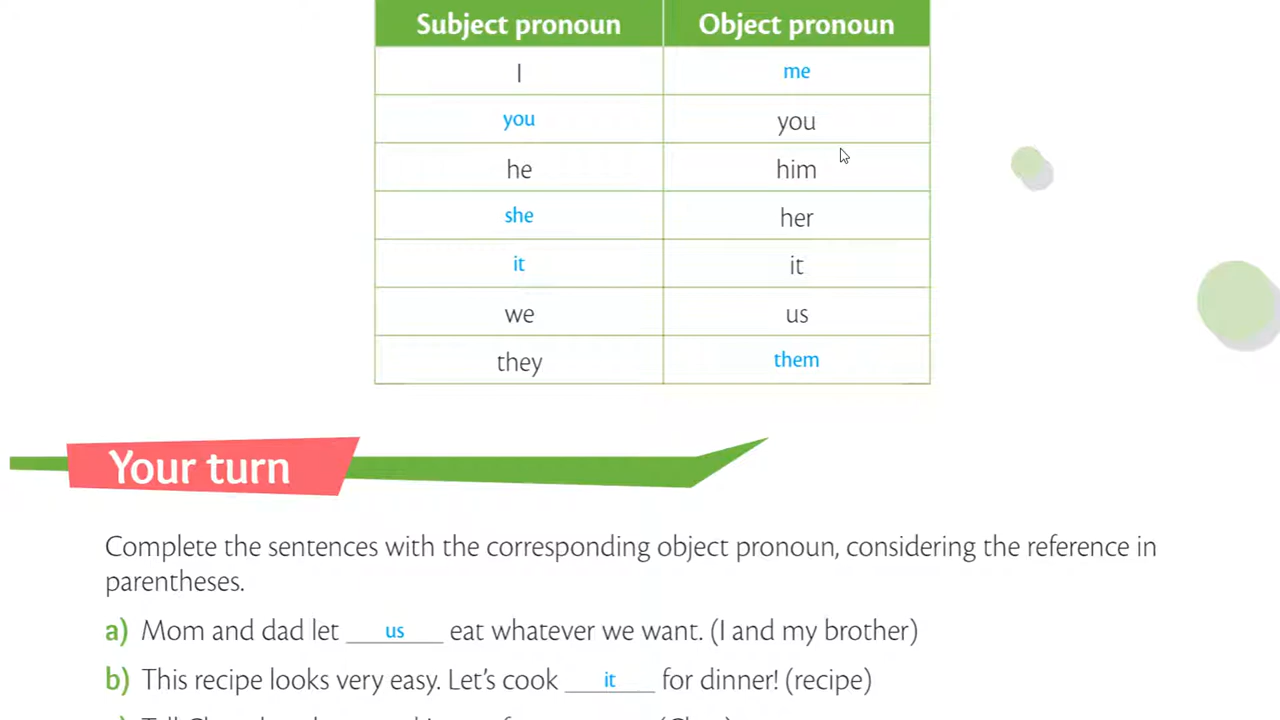 Subject pronoun Object pronoun
I me
you you
he him
she her
it it
we us
they them
Your turn
Complete the sentences with the corresponding object pronoun, considering the reference in
parentheses.
a) Mom and dad let us eat whatever we want. (I and my brother)
b) This recipe looks very easy. Let's cook it for dinner! (recipe)